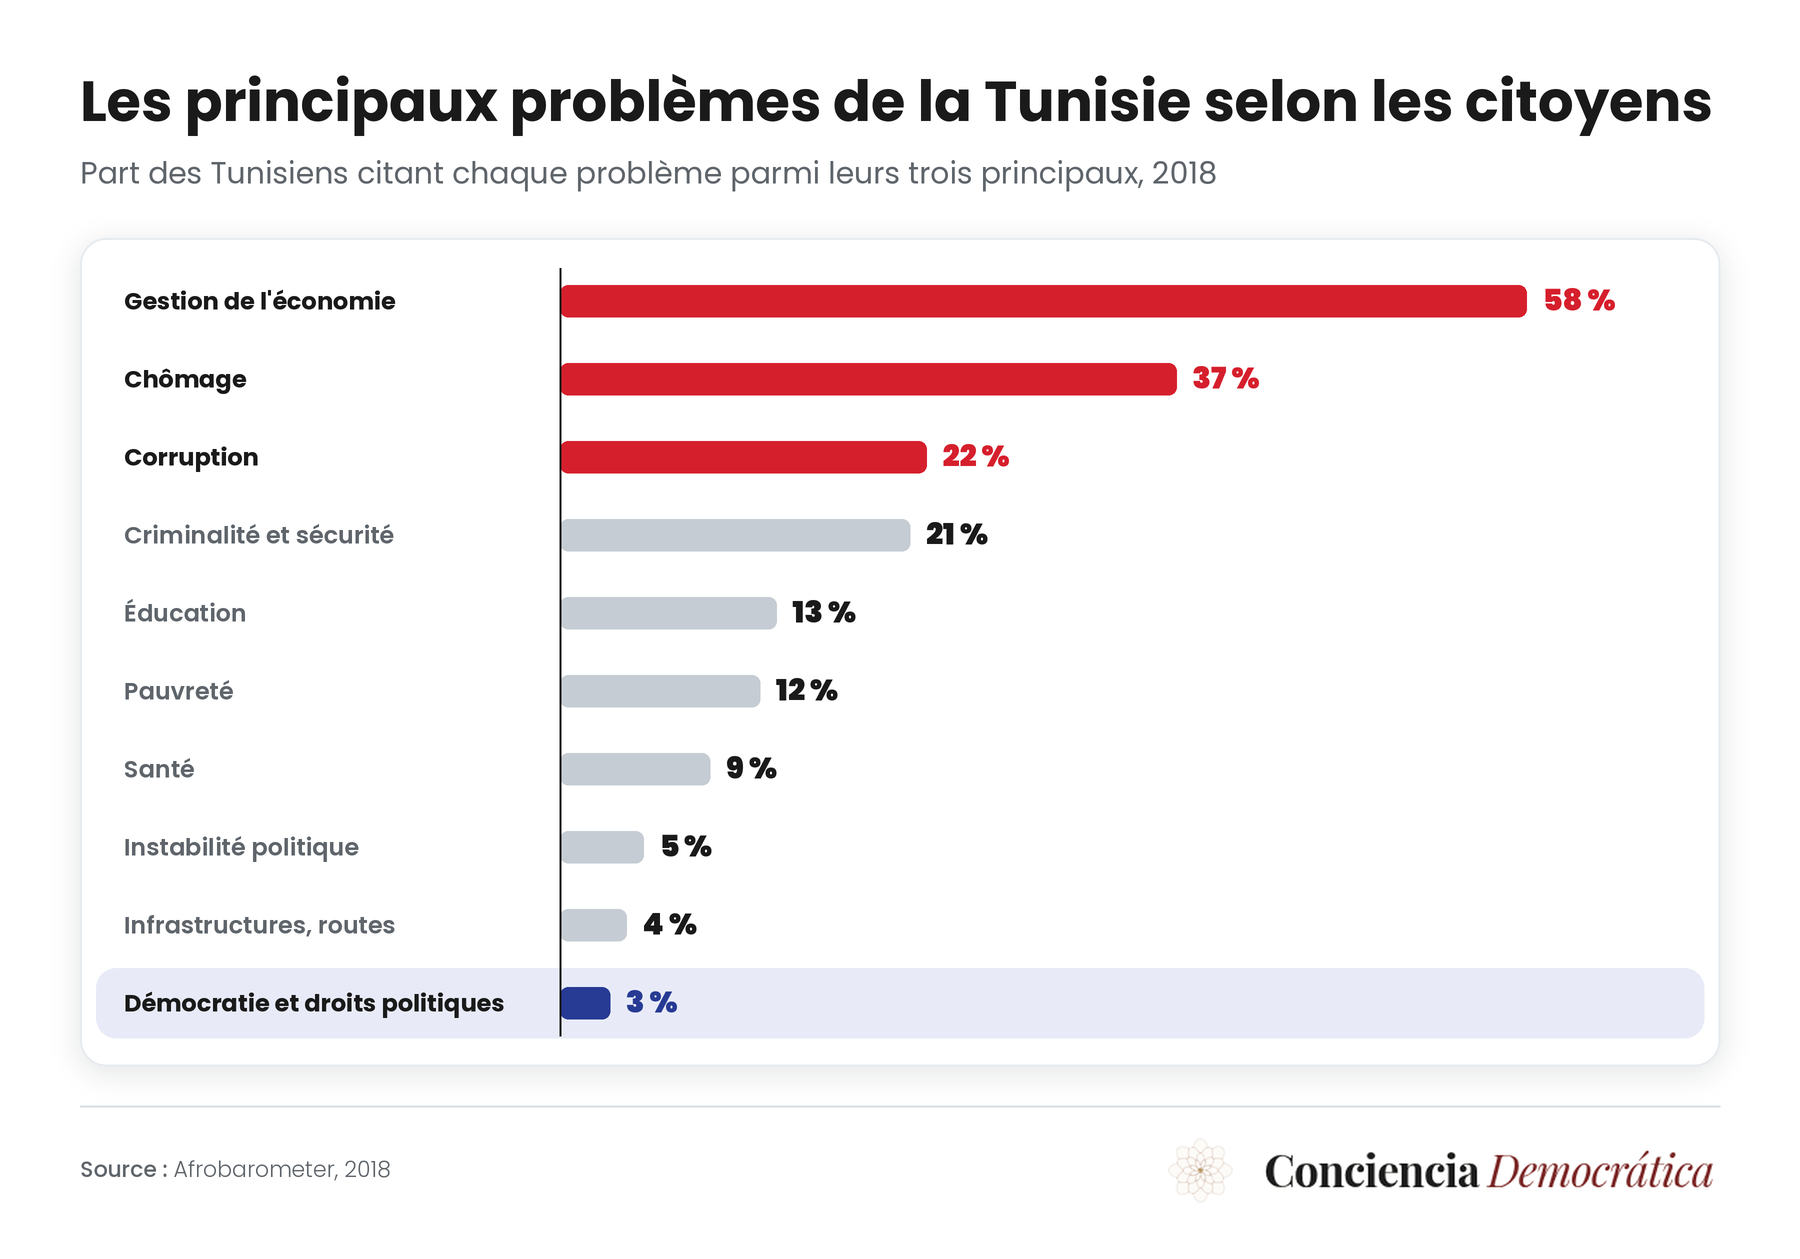 Les principaux problèmes de la Tunisie selon les citoyens
Part des Tunisiens citant chaque problème parmi leurs trois principaux, 2018
Gestion de l'économie 58 %
Chômage 37 %
Corruption 22 %
Criminalité et sécurité 21 %
Éducation 13 %
Pauvreté 12 %
Santé 9 %
Instabilité politique 5 %
Infrastructures, routes 4 %
Démocratie et droits politiques 3 %
Source : Afrobarometer, 2018
Conciencia Democrática